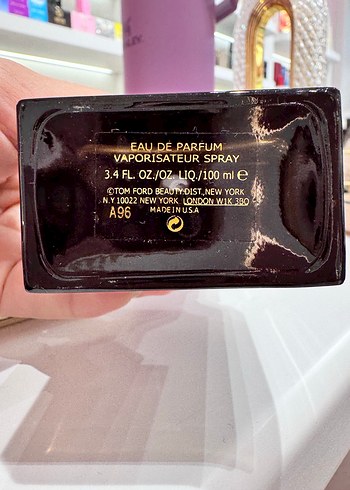 EAU DE PARFUM
VAPORISATEUR SPRAY
3.4 FL. OZ./OZ. LIQ./100 ml ℮
©TOM FORD BEAUTY.DIST,NEW YORK
N.Y 10022 NEW YORK LONDON W1K 3BQ
A96 MADE IN U.S.A